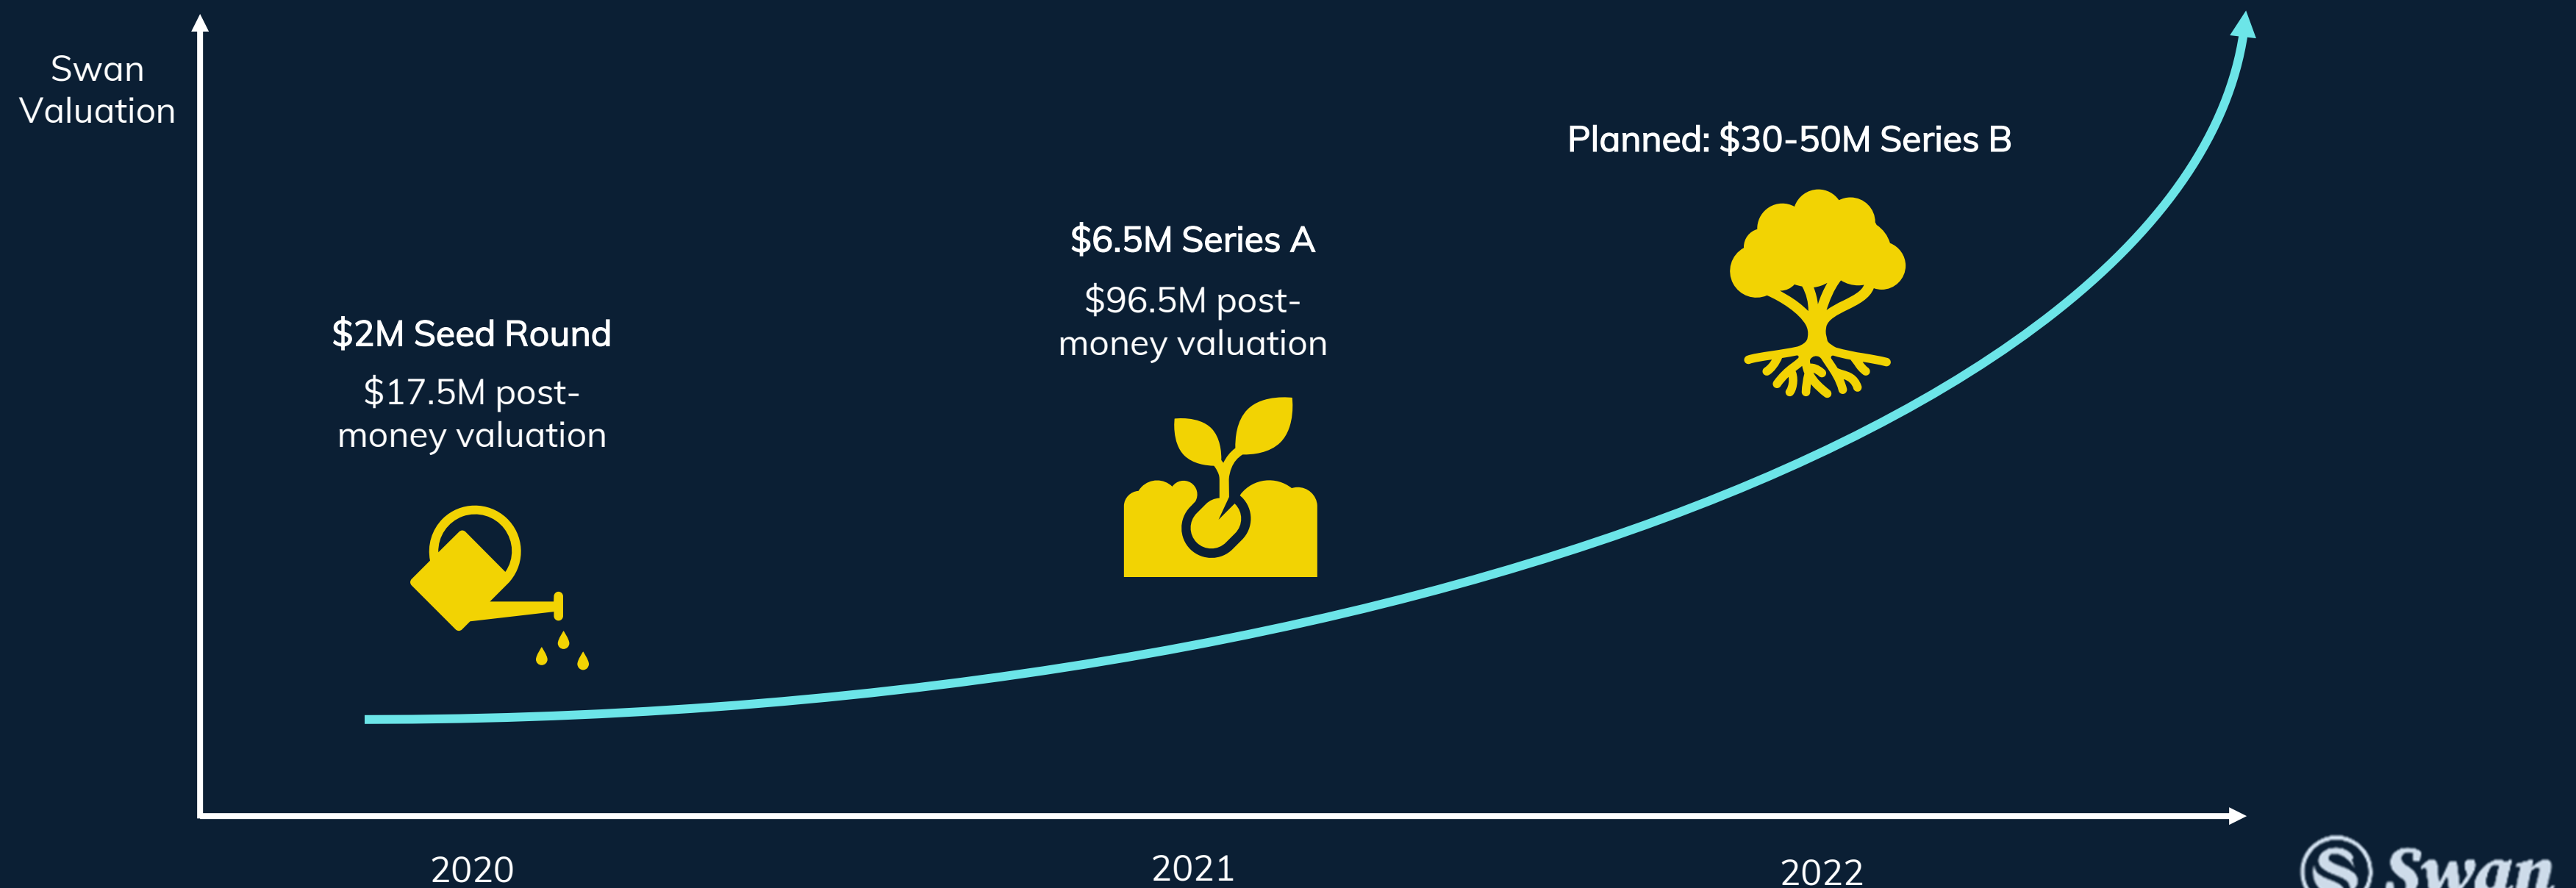 Swan
Valuation
Planned: $30-50M Series B
$6.5M Series A
$96.5M post-
money valuation
$2M Seed Round
$17.5M post-
money valuation
2020
2021
2022
Swan